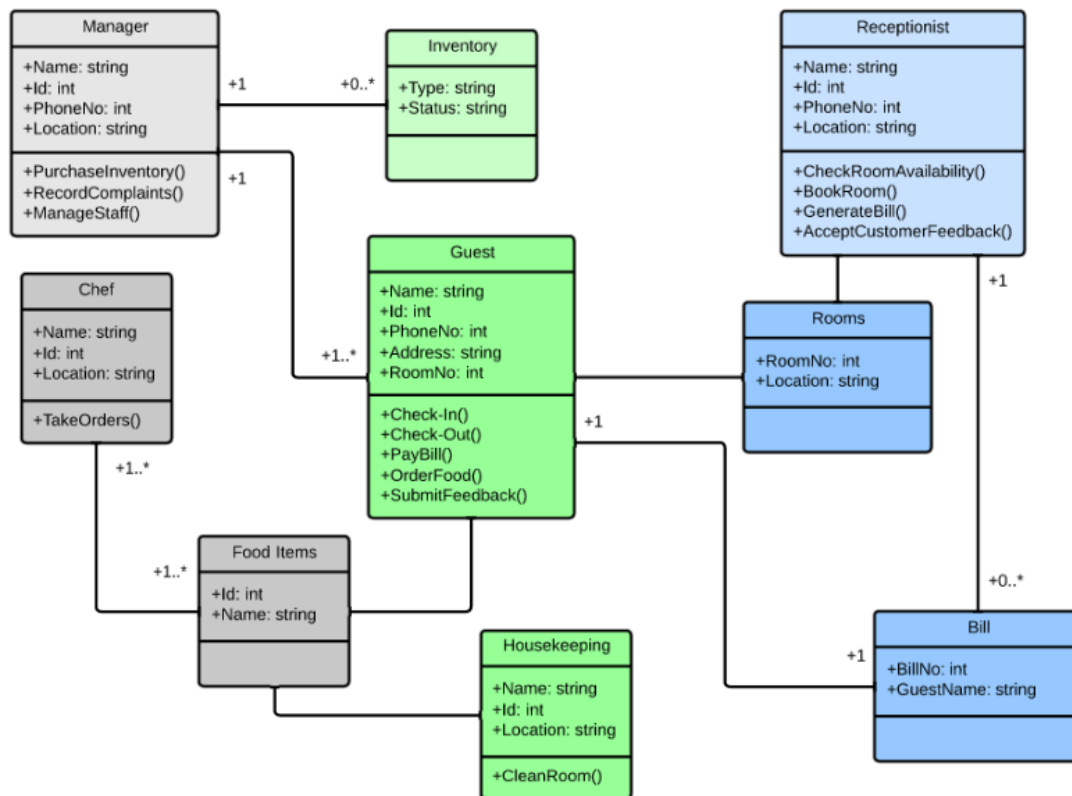 Manager
+Name: string
+Id: int
+PhoneNo: int
+Location: string
+PurchaseInventory()
+RecordComplaints()
+ManageStaff()
+1
+0..*
+1
Inventory
+Type: string
+Status: string
Receptionist
+Name: string
+Id: int
+PhoneNo: int
+Location: string
+CheckRoomAvailability()
+BookRoom()
+GenerateBill()
+AcceptCustomerFeedback()
+1
Chef
+Name: string
+Id: int
+Location: string
+TakeOrders()
+1..*
+1..*
Guest
+Name: string
+Id: int
+PhoneNo: int
+Address: string
+RoomNo: int
+Check-In()
+Check-Out()
+PayBill()
+OrderFood()
+SubmitFeedback()
+1
Rooms
+RoomNo: int
+Location: string
+1..*
Food Items
+Id: int
+Name: string
Housekeeping
+Name: string
+Id: int
+Location: string
+CleanRoom()
+0..*
+1
Bill
+BillNo: int
+GuestName: string